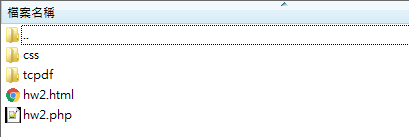 檔案名稱
..
css
tcpdf
hw2.html
hw2.php